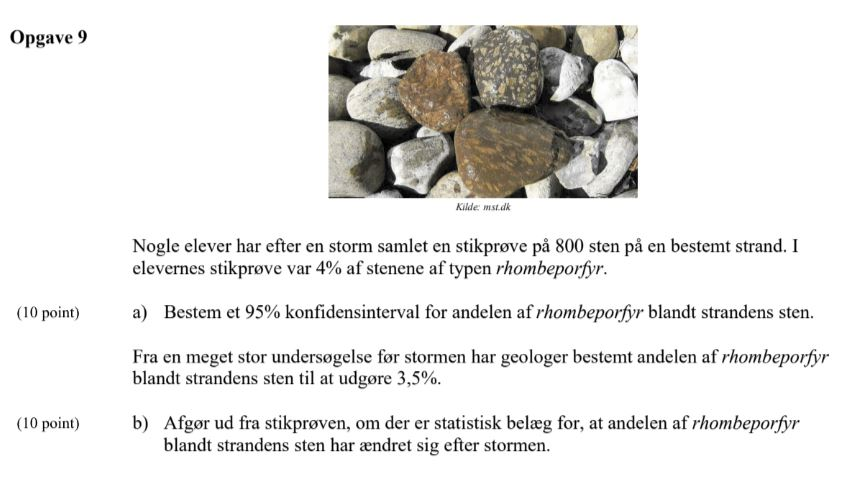 Opgave 9
Kilde: mst.dk
Nogle elever har efter en storm samlet en stikprøve på 800 sten på en bestemt strand. I
elevernes stikprøve var 4% af stenene af typen rhombeporfyr.
(10 point) a) Bestem et 95% konfidensinterval for andelen af rhombeporfyr blandt strandens sten.
Fra en meget stor undersøgelse før stormen har geologer bestemt andelen af rhombeporfyr
blandt strandens sten til at udgøre 3,5%.
(10 point) b) Afgør ud fra stikprøven, om der er statistisk belæg for, at andelen af rhombeporfyr
blandt strandens sten har ændret sig efter stormen.